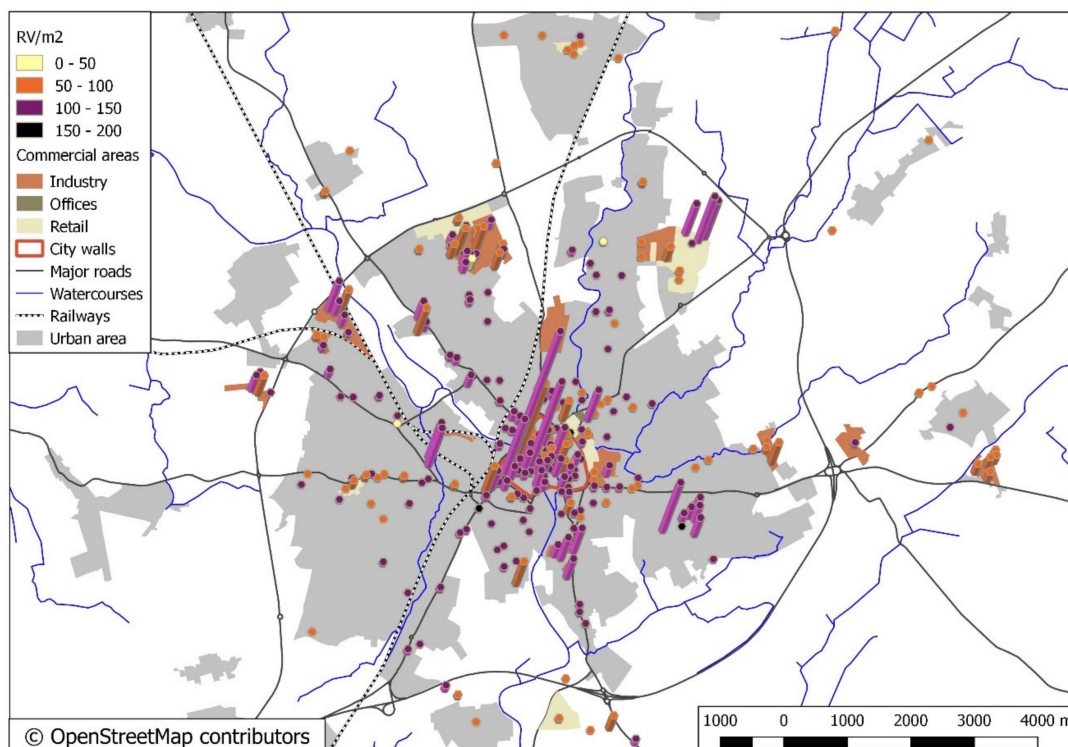 RV/m2
0 - 50
50 - 100
100 - 150
150 - 200
Commercial areas
Industry
Offices
Retail
City walls
Major roads
Watercourses
Railways
Urban area
© OpenStreetMap contributors
1000 0 1000 2000 3000 4000 m